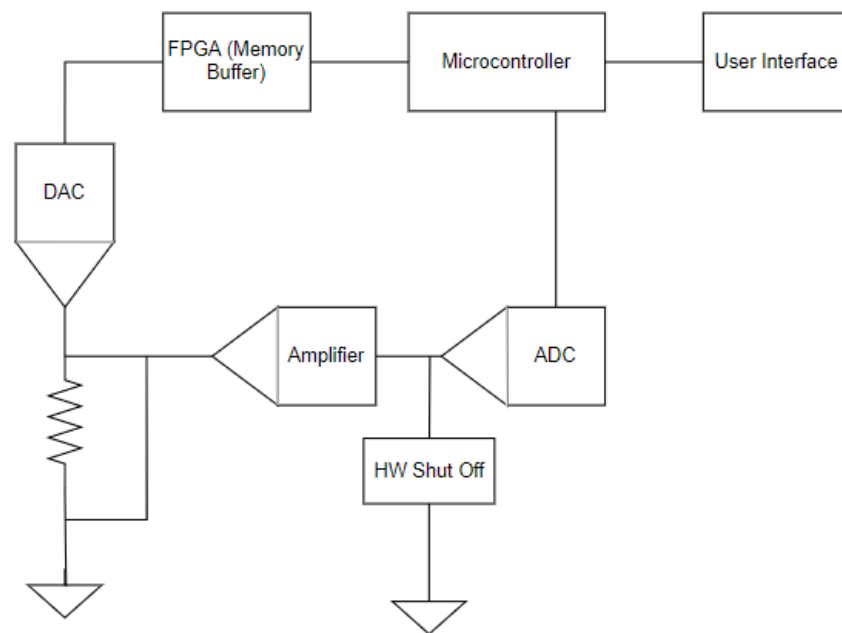 FPGA (Memory
Buffer)
Microcontroller
User Interface
DAC
Amplifier
ADC
HW Shut Off